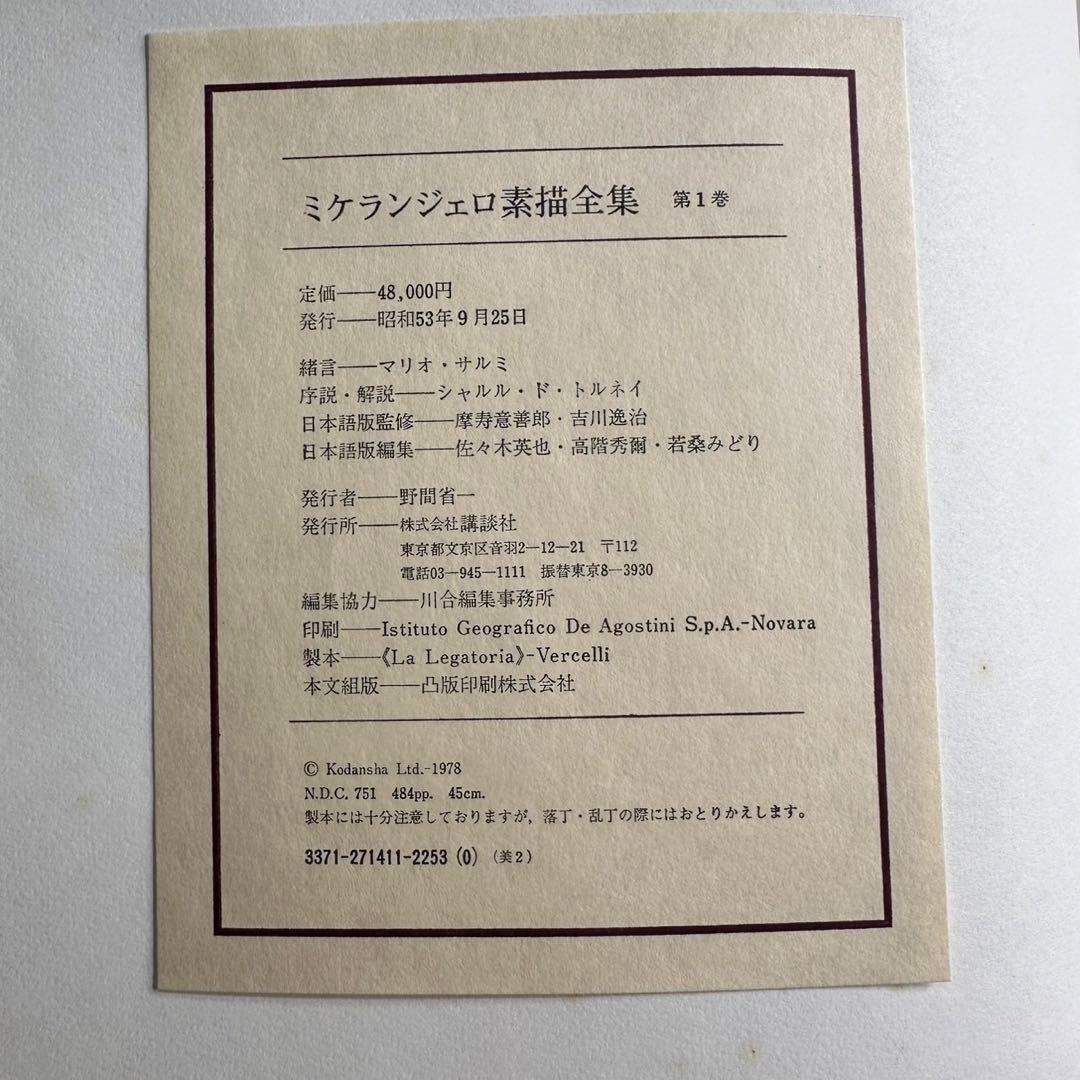 ミケランジェロ素描全集 第1巻
定価――48,000円
発行――昭和53年9月25日
緒言――マリオ・サルミ
序説・解説――シャルル・ド・トルネイ
日本語版監修――摩寿意善郎・吉川逸治
日本語版編集――佐々木英也・高階秀爾・若桑みどり
発行者――野間省一
発行所――株式会社講談社
東京都文京区音羽2-12-21 〒112
電話03-945-1111 振替東京8-3930
編集協力――川合編集事務所
印刷――Istituto Geografico De Agostini S.p.A.-Novara
製本――《La Legatoria》-Vercelli
本文組版――凸版印刷株式会社
© Kodansha Ltd.-1978
N.D.C. 751 484pp. 45cm.
製本には十分注意しておりますが，落丁・乱丁の際にはおとりかえします。
3371-271411-2253 (0) (美2)